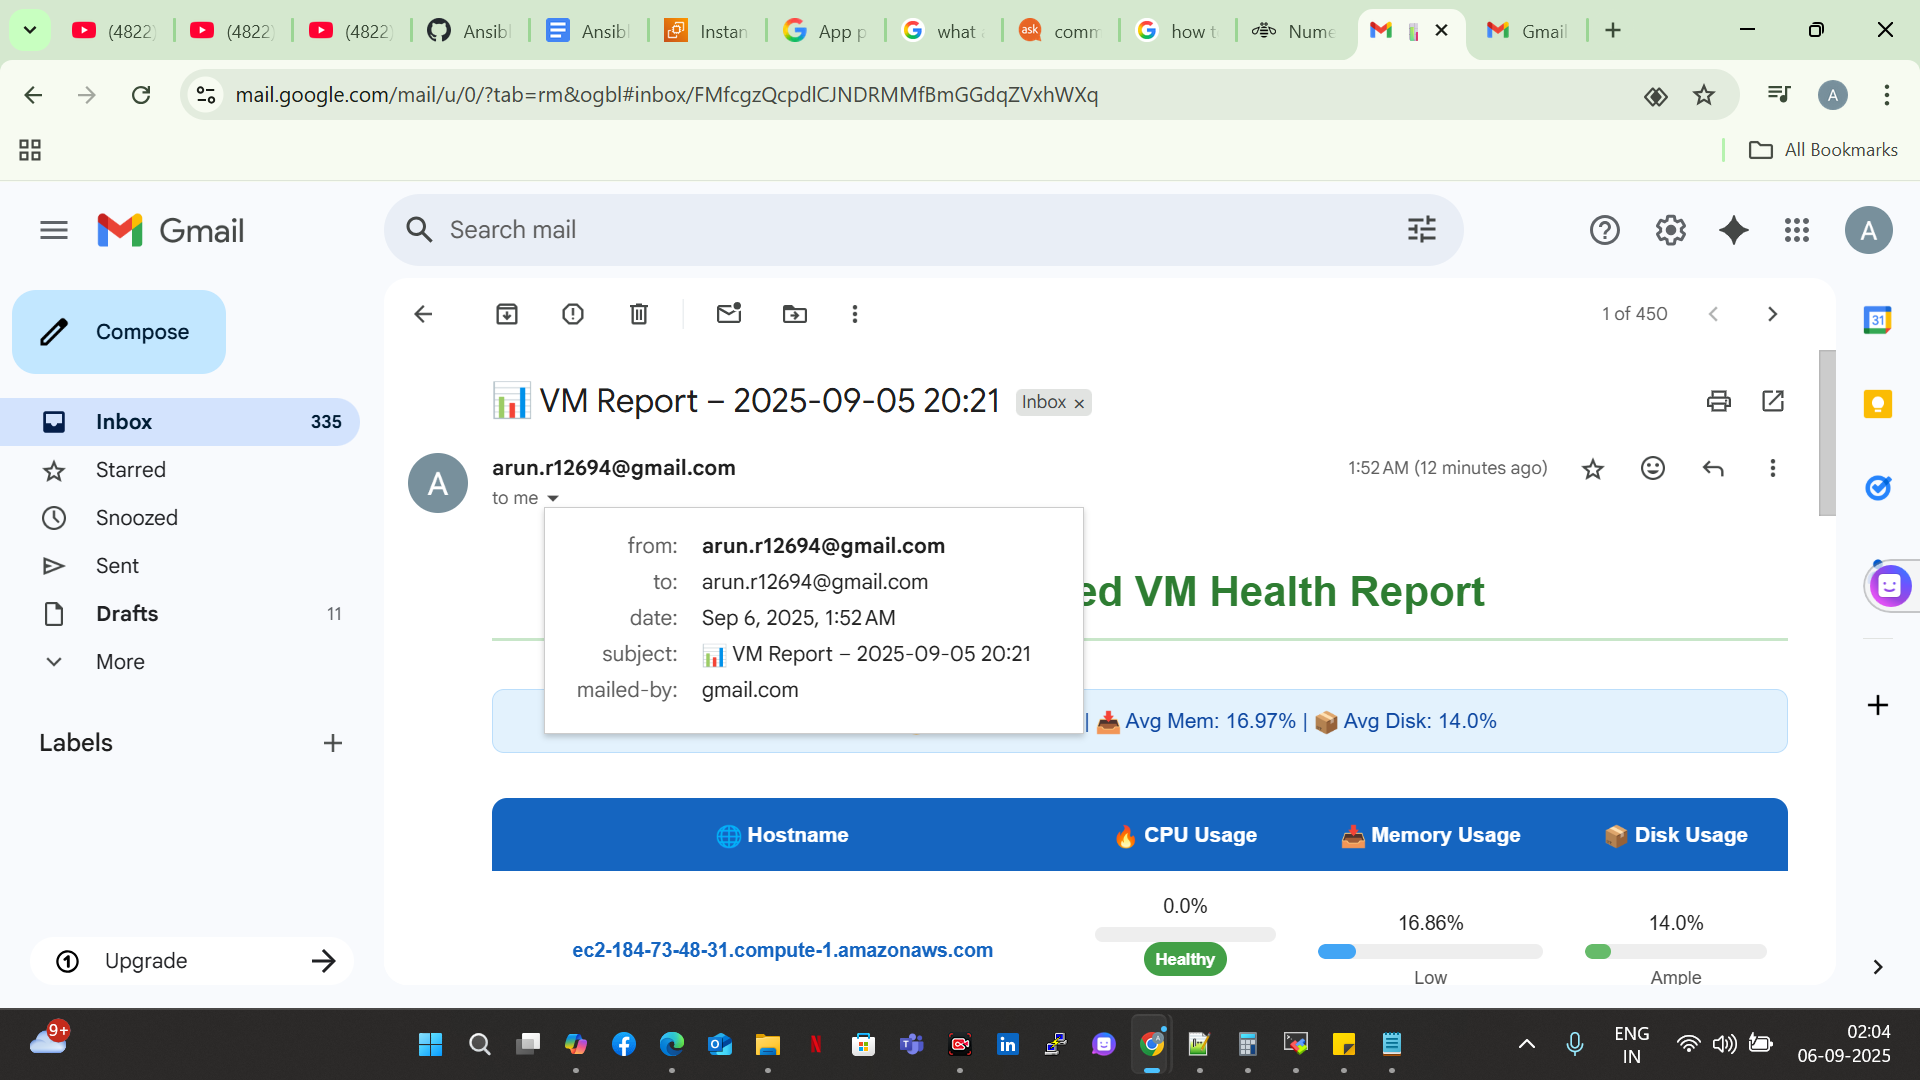 (4822
(4822
(4822
Ansibl
Ansibl
Instan
App p
what a
comm
how t
Nume
Gmail
mail.google.com/mail/u/0/?tab=rm&ogbl#inbox/FMfcgzQcpdlCJNDRMMfBmGGdqZVxhWXq
A
All Bookmarks
Gmail
Search mail
A
Compose
1 of 450
31
📊 VM Report – 2025-09-05 20:21
Inbox ×
Inbox 335
Starred
Snoozed
Sent
Drafts 11
More
Labels
A
arun.r12694@gmail.com
1:52 AM (12 minutes ago)
to me
from: arun.r12694@gmail.com
to: arun.r12694@gmail.com
date: Sep 6, 2025, 1:52 AM
subject: 📊 VM Report – 2025-09-05 20:21
mailed-by: gmail.com
ed VM Health Report
| 📥 Avg Mem: 16.97% | 📦 Avg Disk: 14.0%
🌐 Hostname
🔥 CPU Usage
📥 Memory Usage
📦 Disk Usage
0.0%
16.86%
14.0%
ec2-184-73-48-31.compute-1.amazonaws.com
Healthy
Low
Ample
1 Upgrade
9+
ENG
IN
02:04
06-09-2025